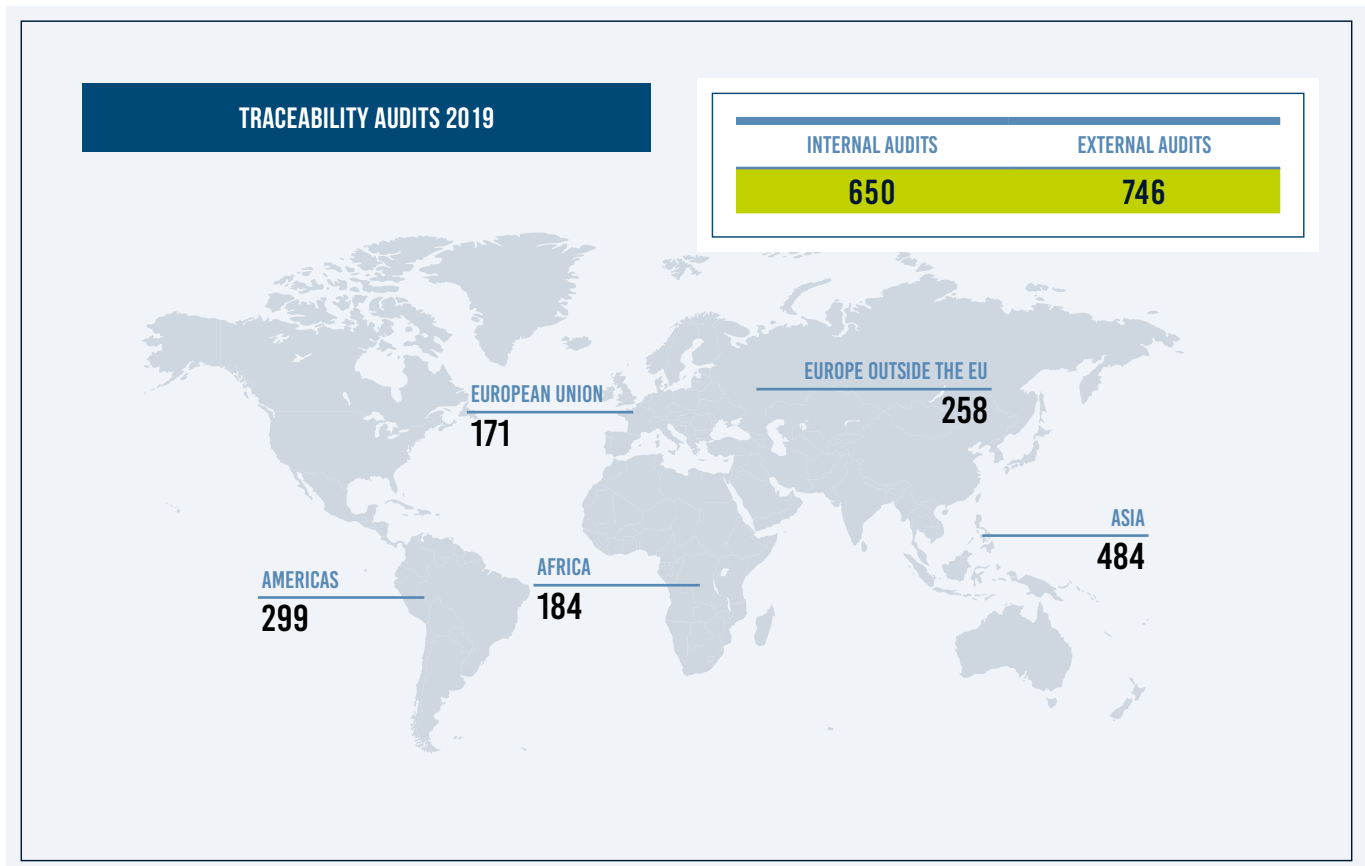 TRACEABILITY AUDITS 2019
INTERNAL AUDITS EXTERNAL AUDITS
650 746
EUROPE OUTSIDE THE EU
258
EUROPEAN UNION
171
ASIA
484
AFRICA
184
AMERICAS
299